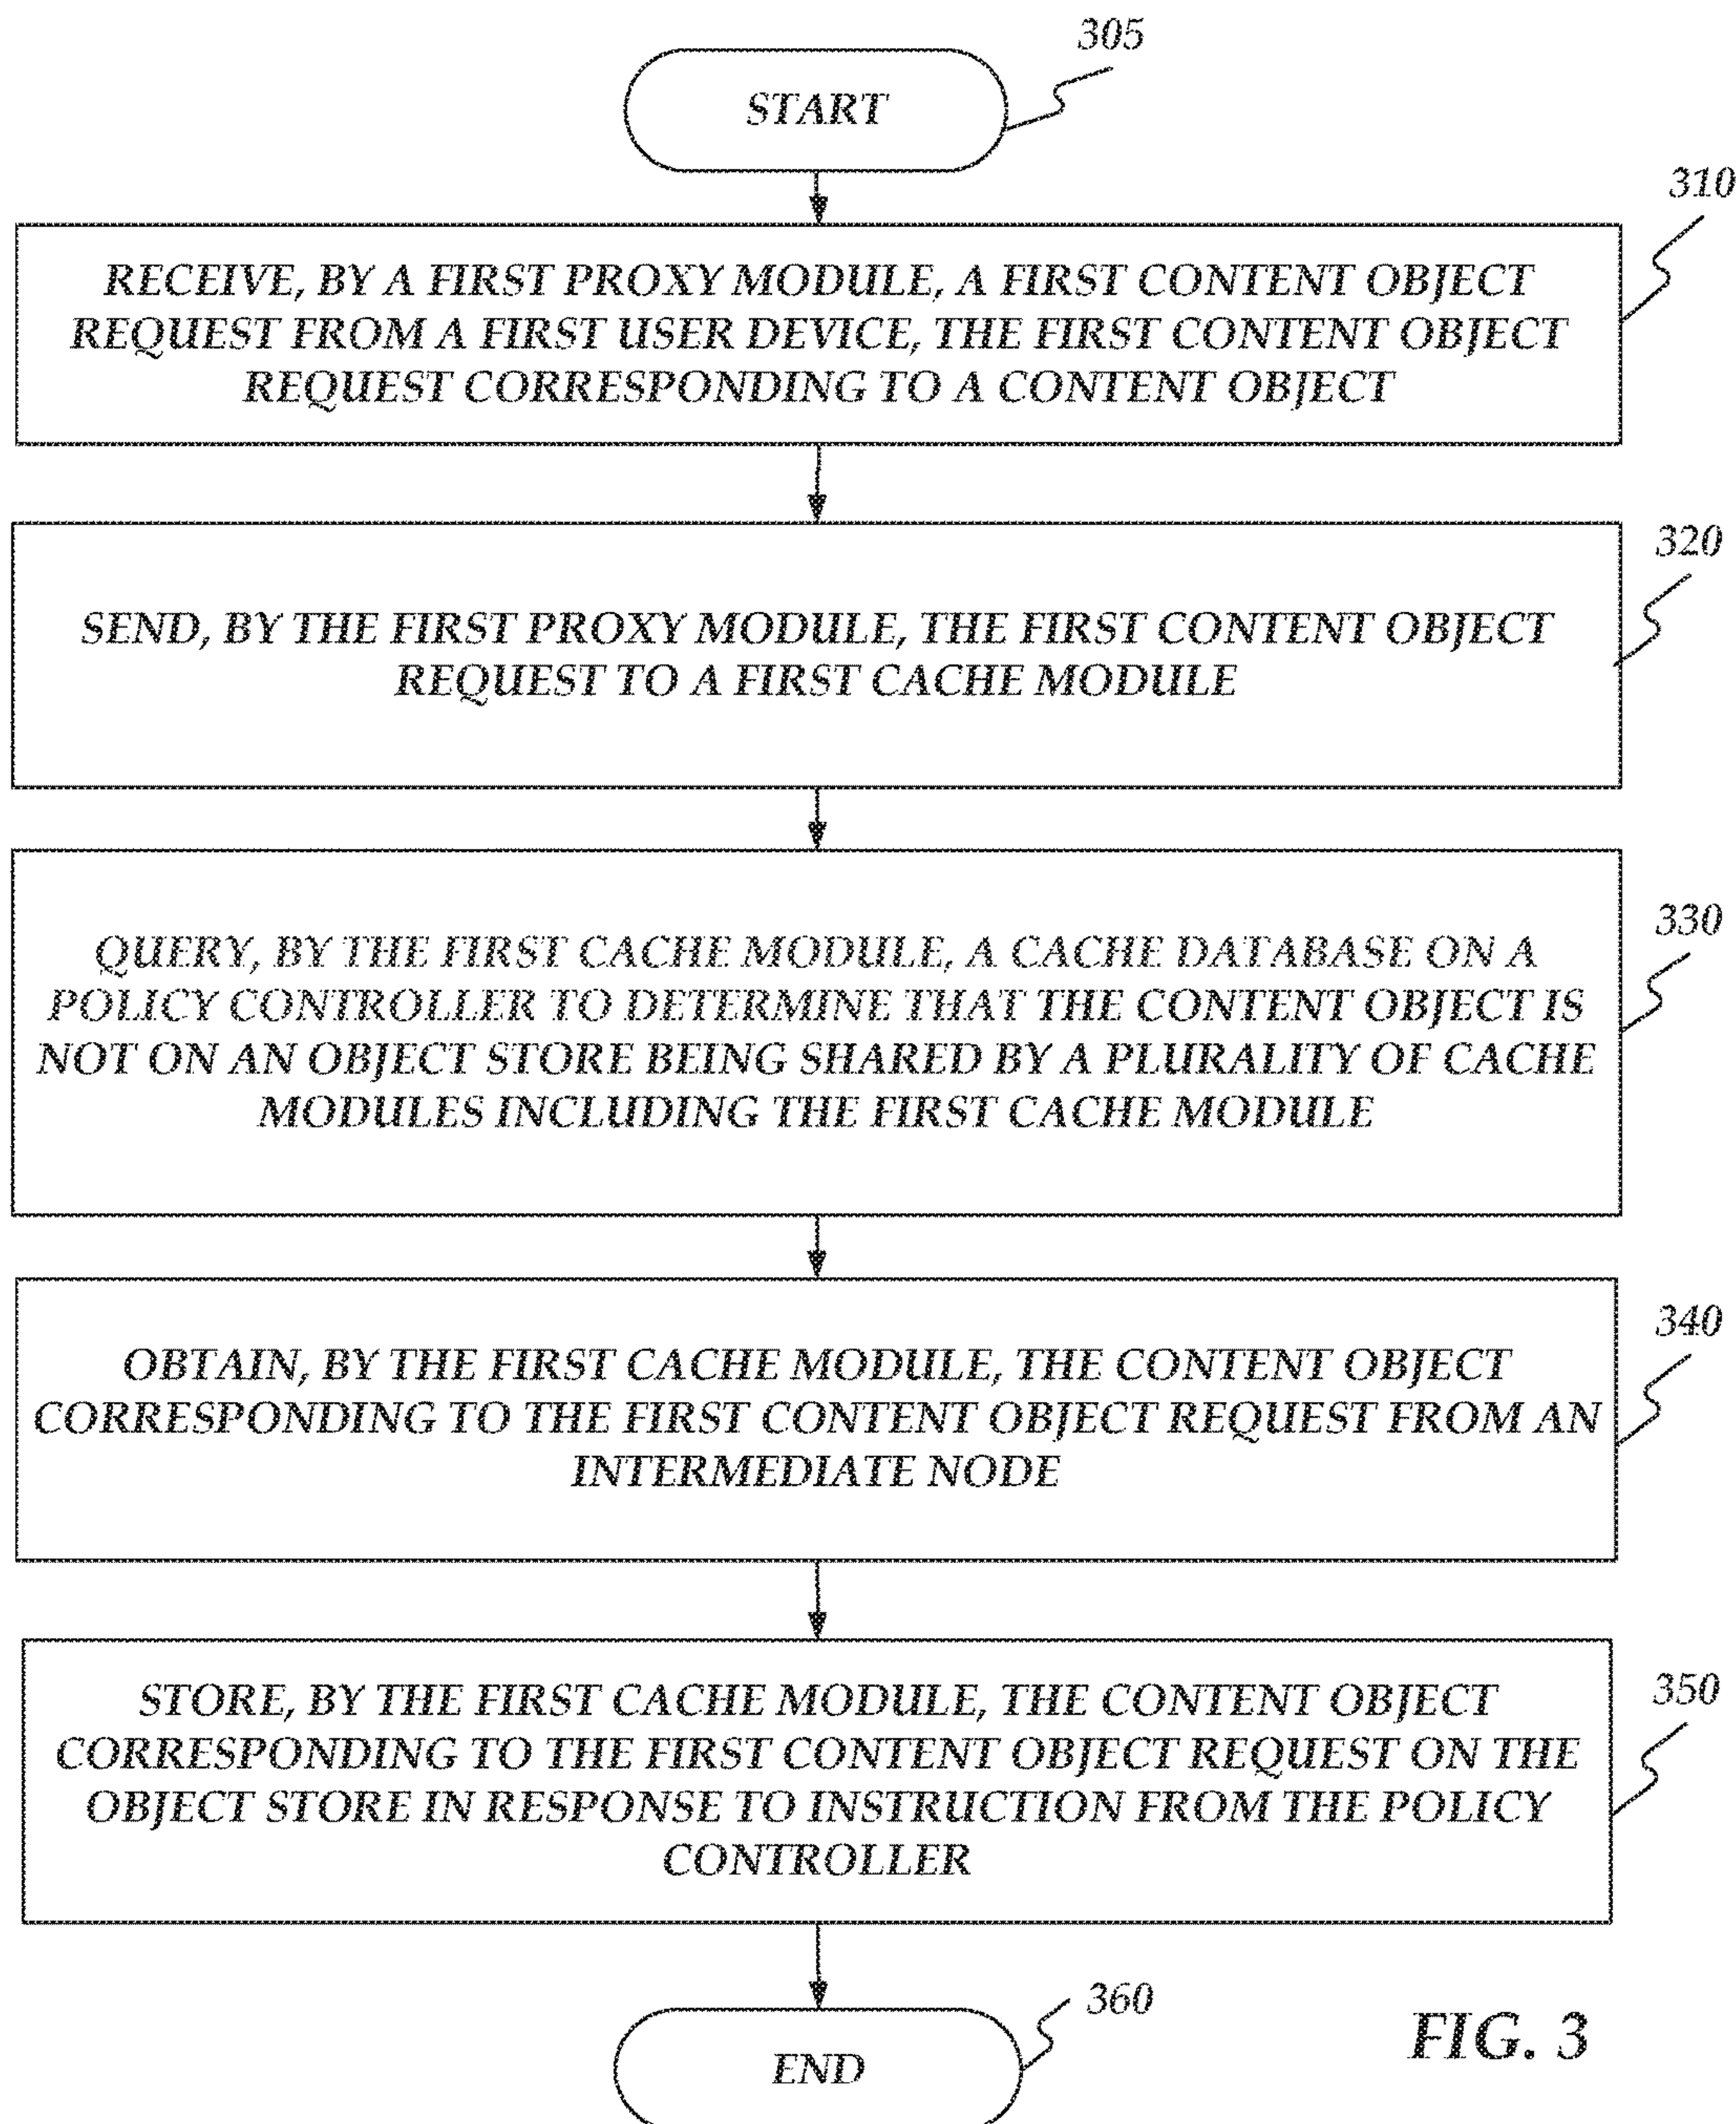 305
START
310
RECEIVE, BY A FIRST PROXY MODULE, A FIRST CONTENT OBJECT
REQUEST FROM A FIRST USER DEVICE, THE FIRST CONTENT OBJECT
REQUEST CORRESPONDING TO A CONTENT OBJECT
320
SEND, BY THE FIRST PROXY MODULE, THE FIRST CONTENT OBJECT
REQUEST TO A FIRST CACHE MODULE
330
QUERY, BY THE FIRST CACHE MODULE, A CACHE DATABASE ON A
POLICY CONTROLLER TO DETERMINE THAT THE CONTENT OBJECT IS
NOT ON AN OBJECT STORE BEING SHARED BY A PLURALITY OF CACHE
MODULES INCLUDING THE FIRST CACHE MODULE
340
OBTAIN, BY THE FIRST CACHE MODULE, THE CONTENT OBJECT
CORRESPONDING TO THE FIRST CONTENT OBJECT REQUEST FROM AN
INTERMEDIATE NODE
350
STORE, BY THE FIRST CACHE MODULE, THE CONTENT OBJECT
CORRESPONDING TO THE FIRST CONTENT OBJECT REQUEST ON THE
OBJECT STORE IN RESPONSE TO INSTRUCTION FROM THE POLICY
CONTROLLER
360
END
FIG. 3